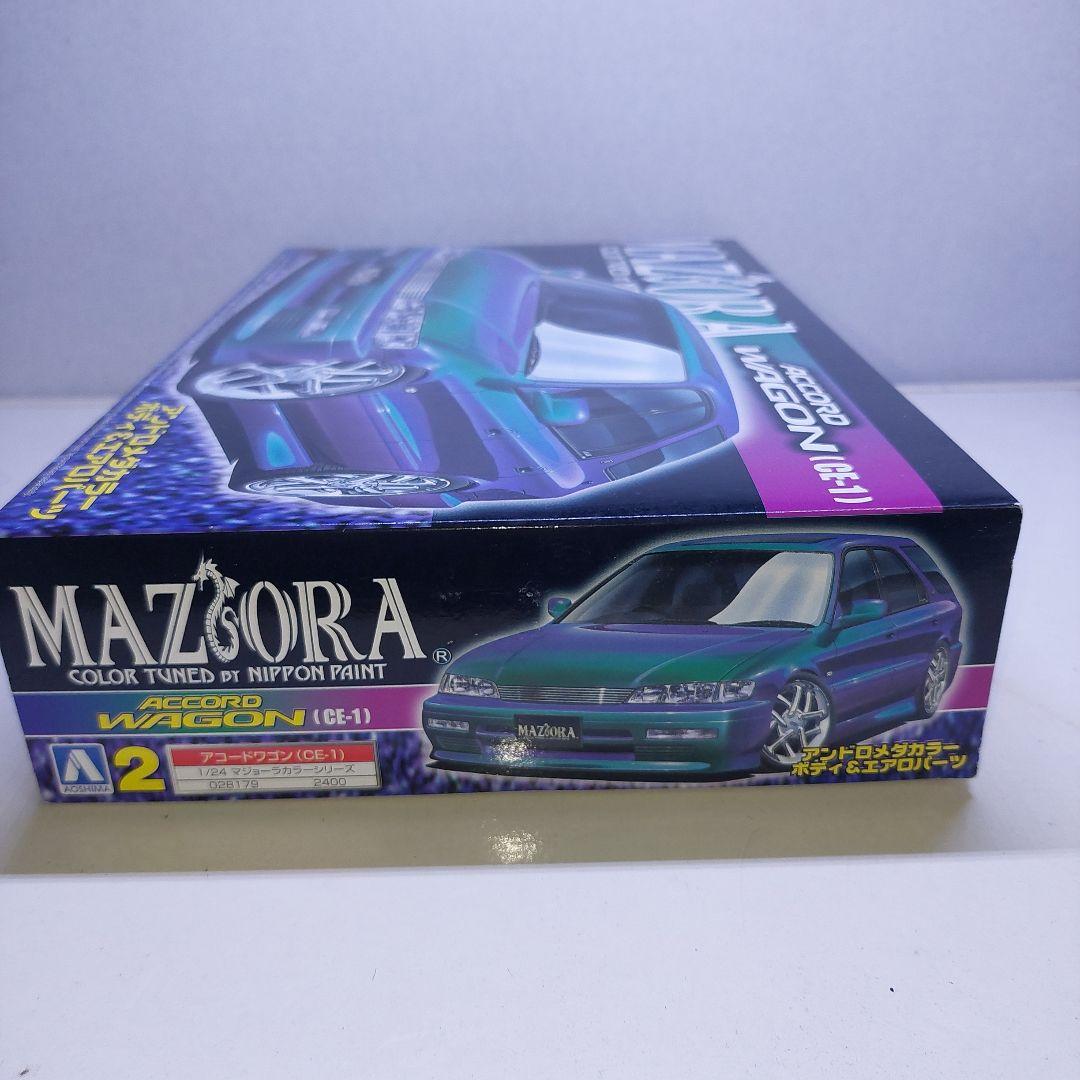 MAZIORA
ACCORD
WAGON (CE-1)
アンドロメダカラー
ボディ&エアロパーツ
MAZIORA®
COLOR TUNED BY NIPPON PAINT
ACCORD
WAGON (CE-1)
AOSHIMA
2
アコードワゴン(CE-1)
1/24 マジョーラカラーシリーズ
028179 2400
MAZIORA
アンドロメダカラー
ボディ&エアロパーツ